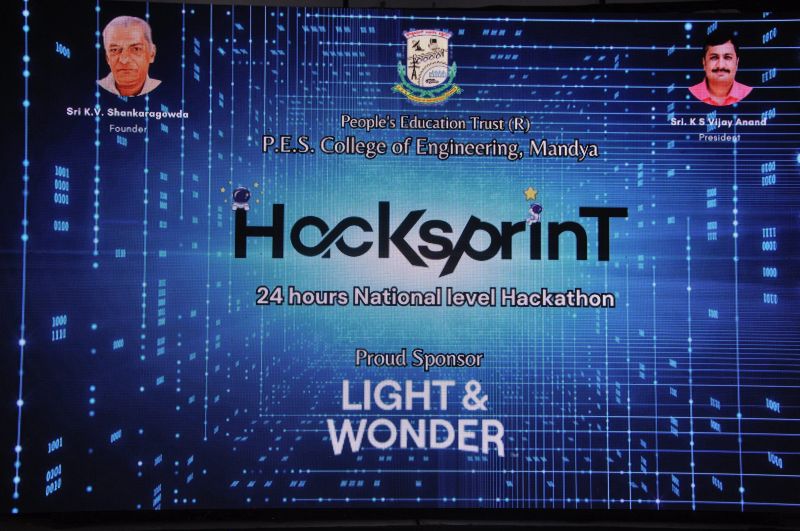 Sri K.V. Shankaragowda
Founder
Sri. K S Vijay Anand
President
People's Education Trust (R)
P.E.S. College of Engineering, Mandya
HacksprinT
24 hours National level Hackathon
Proud Sponsor
LIGHT &
WONDER